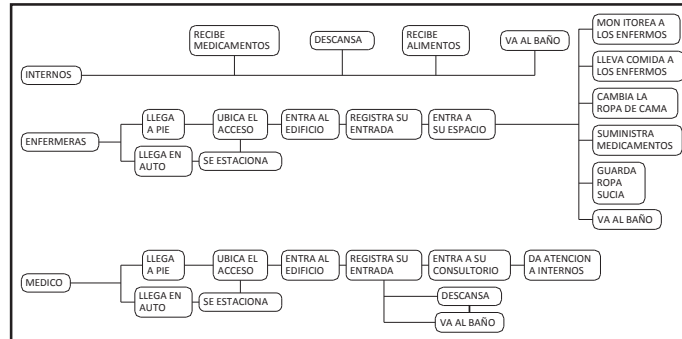 RECIBE
MEDICAMENTOS
DESCANSA
RECIBE
ALIMENTOS
VA AL BAÑO
INTERNOS
LLEGA
A PIE
UBICA EL
ACCESO
ENTRA AL
EDIFICIO
REGISTRA SU
ENTRADA
ENTRA A
SU ESPACIO
ENFERMERAS
LLEGA EN
AUTO
SE ESTACIONA
MON ITOREA A
LOS ENFERMOS
LLEVA COMIDA A
LOS ENFERMOS
CAMBIA LA
ROPA DE CAMA
SUMINISTRA
MEDICAMENTOS
GUARDA
ROPA
SUCIA
VA AL BAÑO
LLEGA
A PIE
UBICA EL
ACCESO
ENTRA AL
EDIFICIO
REGISTRA SU
ENTRADA
ENTRA A SU
CONSULTORIO
DA ATENCION
A INTERNOS
MEDICO
LLEGA EN
AUTO
SE ESTACIONA
DESCANSA
VA AL BAÑO